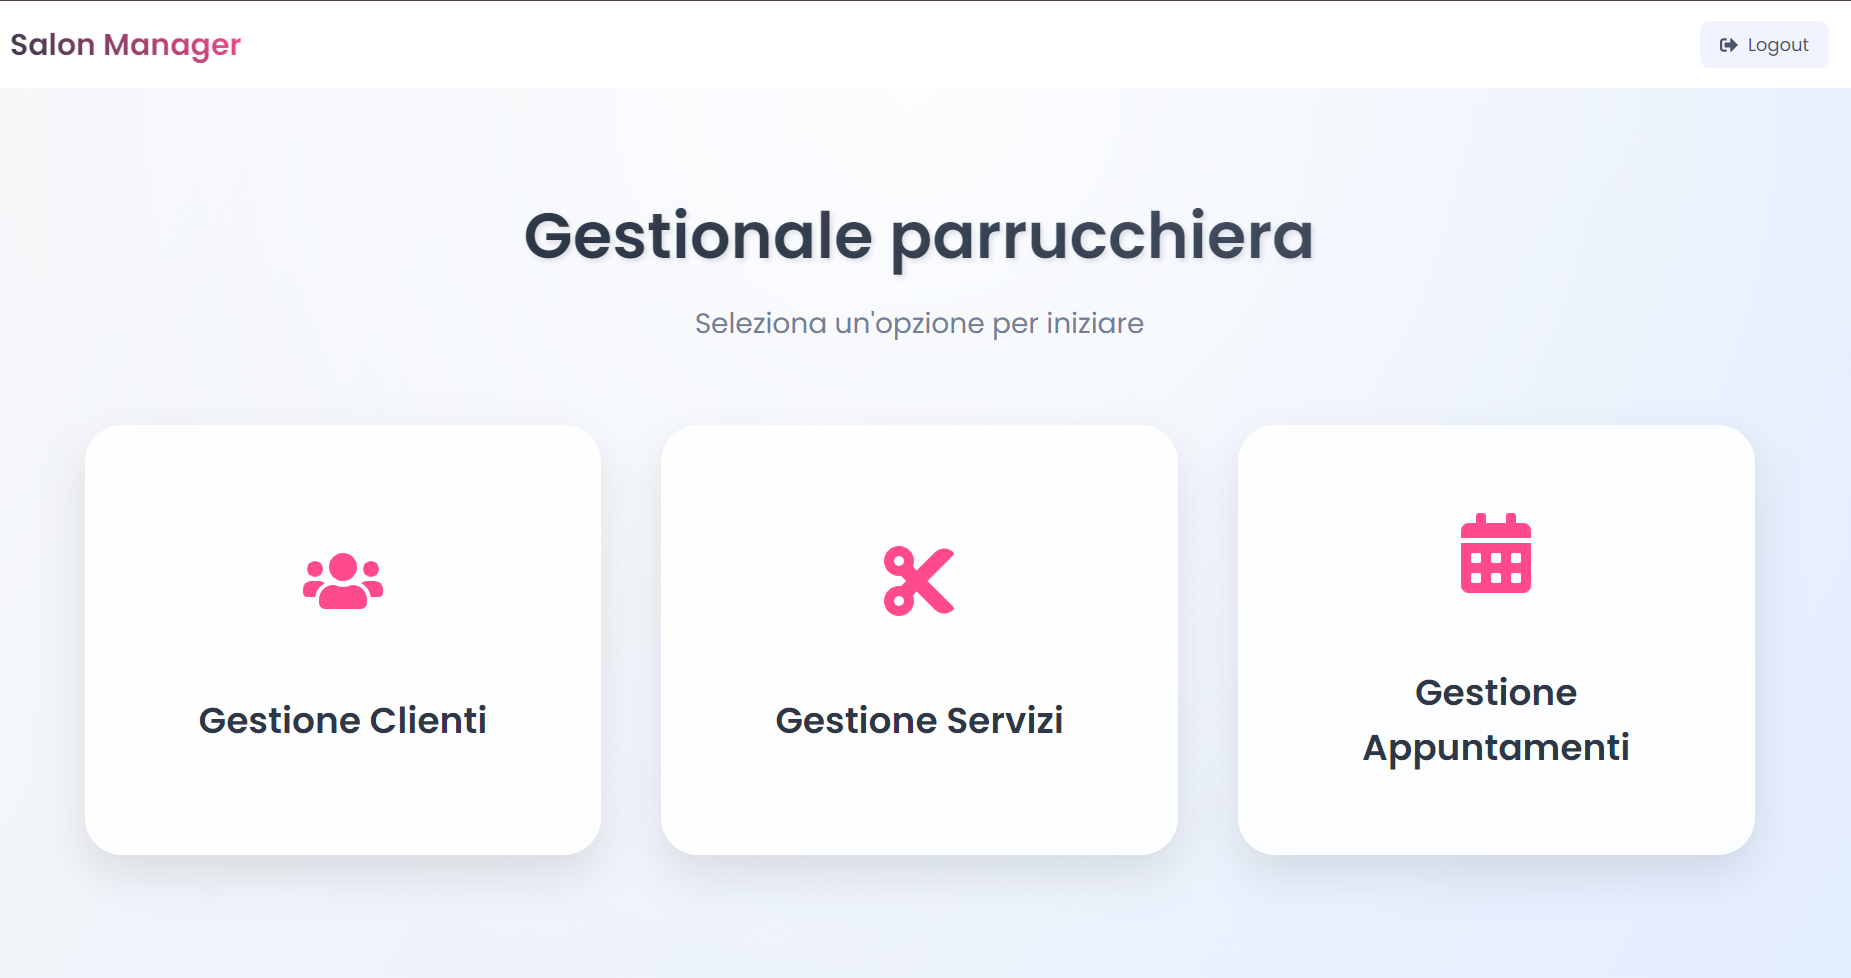 Salon Manager
Logout
Gestionale parrucchiera
Seleziona un'opzione per iniziare
Gestione Clienti
Gestione Servizi
Gestione
Appuntamenti